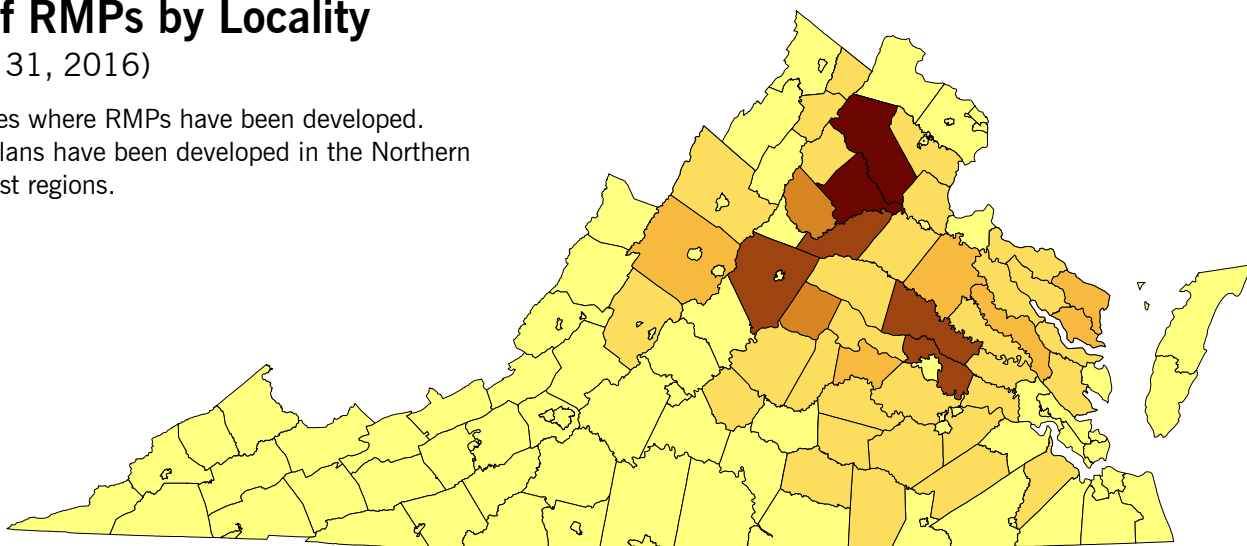 f RMPs by Locality
31, 2016)
es where RMPs have been developed.
lans have been developed in the Northern
st regions.